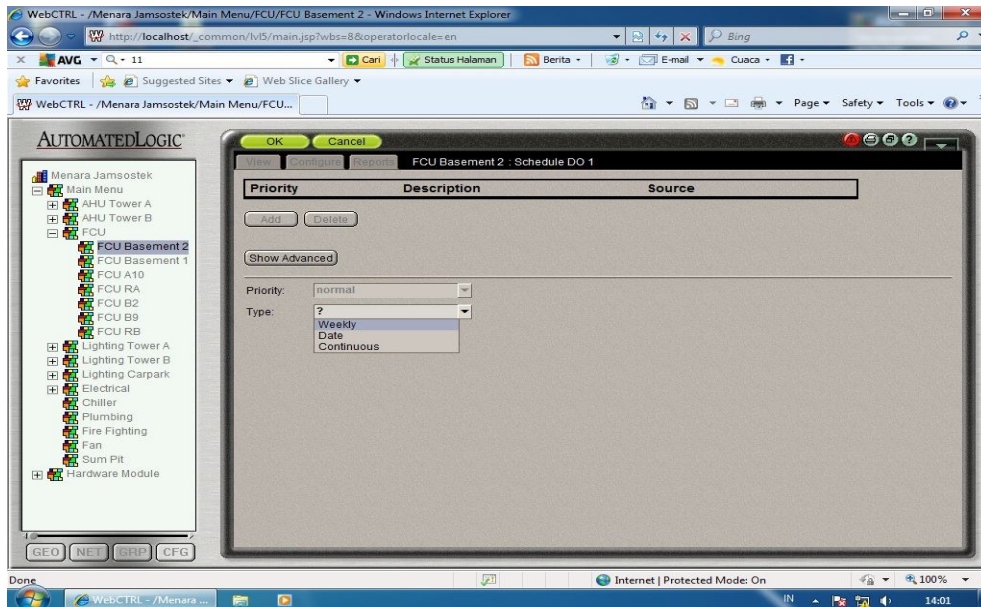 WebCTRL - /Menara Jamsostek/Main Menu/FCU/FCU Basement 2 - Windows Internet Explorer
http://localhost/_common/lvl5/main.jsp?wbs=8&operatorlocale=en
Bing
AVG
11
Cari
Status Halaman
Berita
E-mail
Cuaca
Favorites
Suggested Sites
Web Slice Gallery
WebCTRL - /Menara Jamsostek/Main Menu/FCU...
Page
Safety
Tools
AUTOMATEDLOGIC®
OK
Cancel
View
Configure
Reports
FCU Basement 2 : Schedule DO 1
Menara Jamsostek
Main Menu
AHU Tower A
AHU Tower B
FCU
FCU Basement 2
FCU Basement 1
FCU A10
FCU RA
FCU B2
FCU B9
FCU RB
Lighting Tower A
Lighting Tower B
Lighting Carpark
Electrical
Chiller
Plumbing
Fire Fighting
Fan
Sum Pit
Hardware Module
GEO
NET
GRP
CFG
Priority Description Source
Add
Delete
Show Advanced
Priority: normal
Type: ?
Weekly
Date
Continuous
Done
Internet | Protected Mode: On
100%
WebCTRL - /Menara ...
IN
14:01